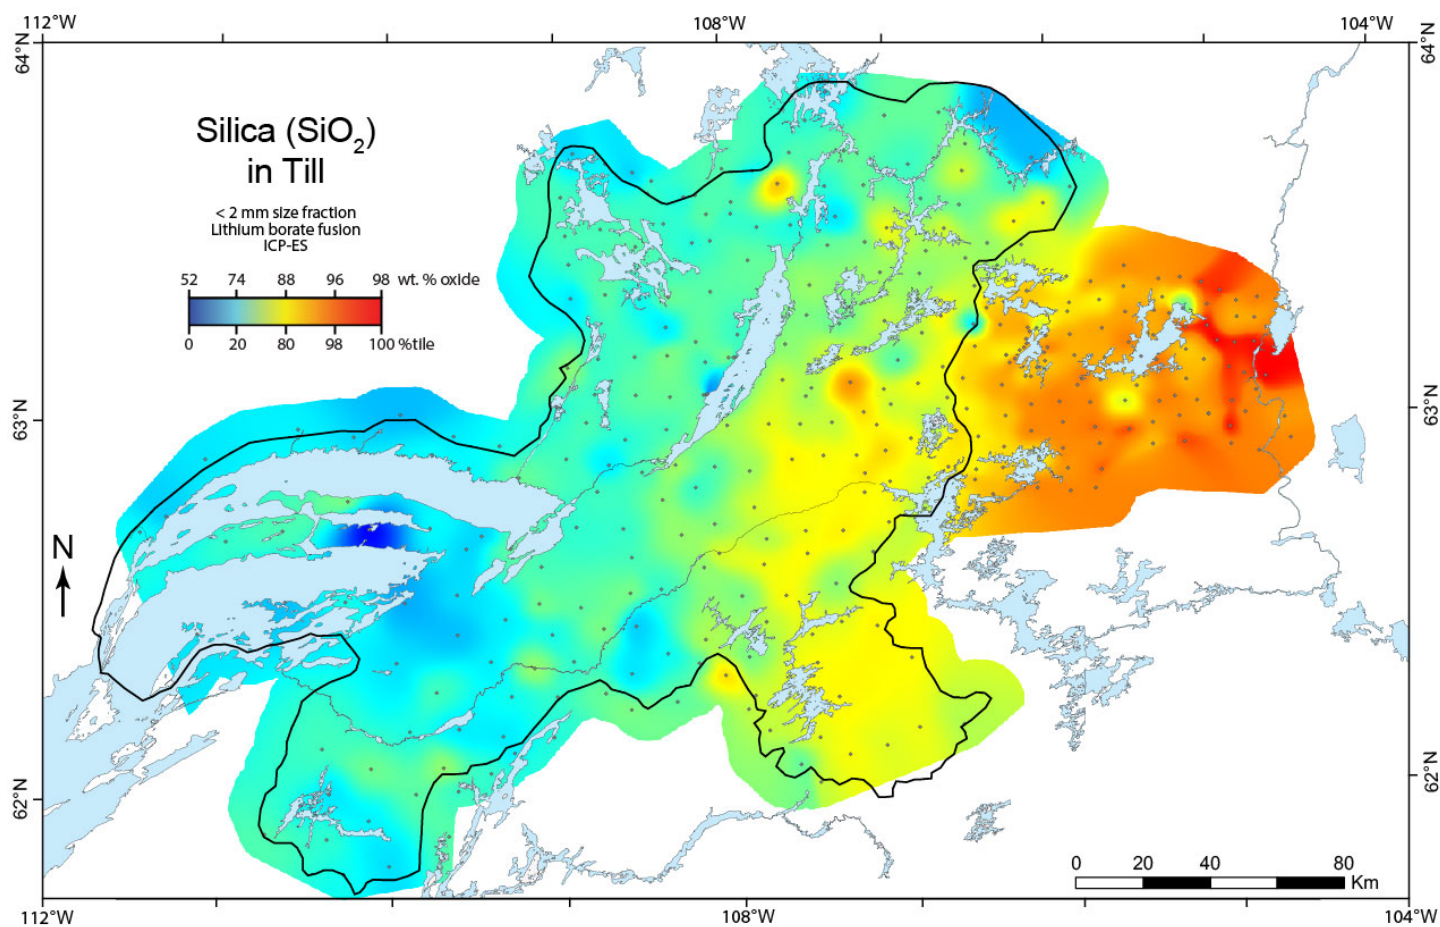 112°W 108°W 104°W
64°N 64°N
Silica (SiO₂)
in Till
< 2 mm size fraction
Lithium borate fusion
ICP-ES
52 74 88 96 98 wt. % oxide
0 20 80 98 100 %tile
63°N 63°N
N
62°N 62°N
0 20 40 80
Km
112°W 108°W 104°W